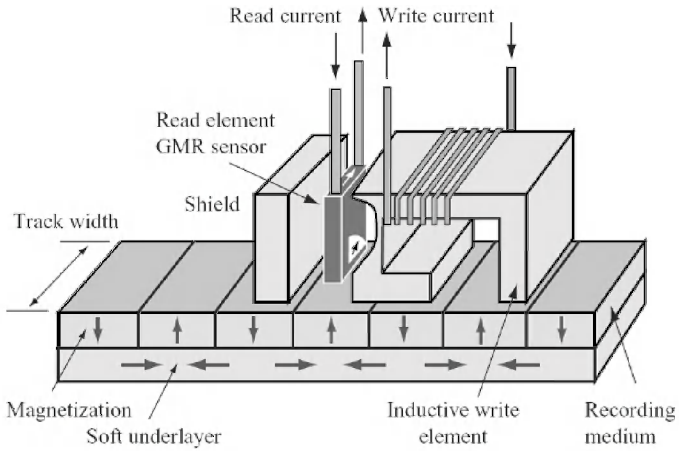 Read current
Write current
Read element
GMR sensor
Shield
Track width
Magnetization
Soft underlayer
Inductive write
element
Recording
medium